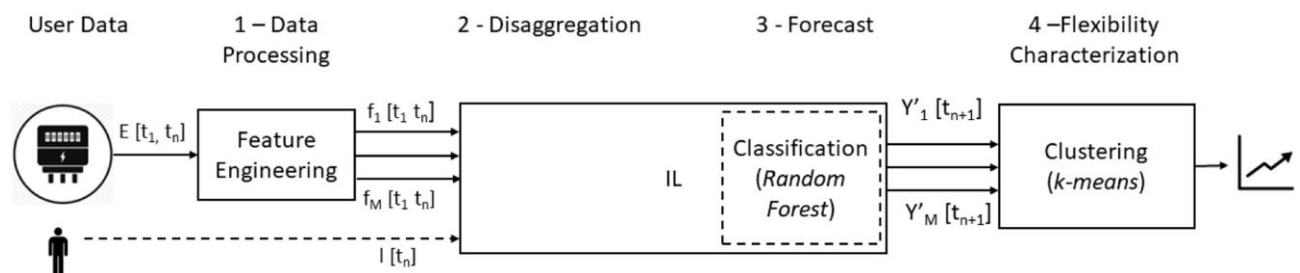 User Data
1 – Data
Processing
2 - Disaggregation
3 - Forecast
4 –Flexibility
Characterization
E [t1, tn]
Feature
Engineering
f1 [t1 tn]
fM [t1 tn]
I [tn]
IL
Classification
(Random
Forest)
Y'1 [tn+1]
Y'M [tn+1]
Clustering
(k-means)